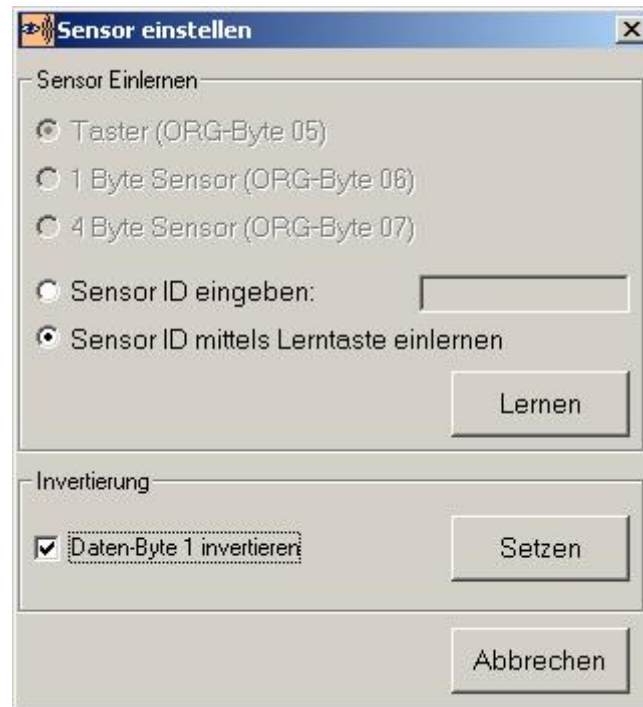 Sensor einstellen
Sensor Einlernen
Taster (ORG-Byte 05)
1 Byte Sensor (ORG-Byte 06)
4 Byte Sensor (ORG-Byte 07)
Sensor ID eingeben:
Sensor ID mittels Lerntaste einlernen
Lernen
Invertierung
Daten-Byte 1 invertieren
Setzen
Abbrechen